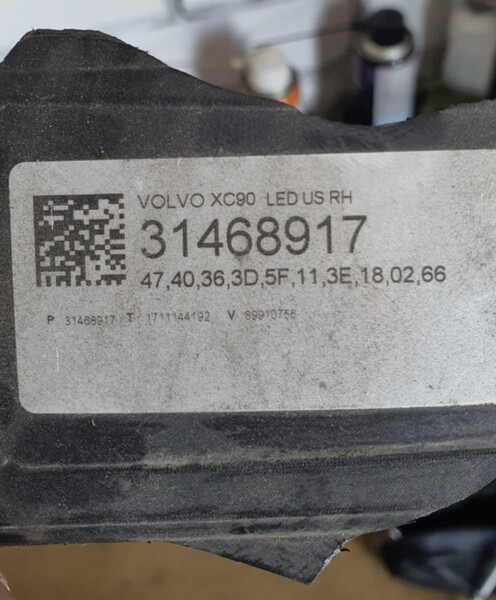 VOLVO XC90 LED US RH
31468917
47,40,36,3D,5F,11,3E,18,02,66
P 31468917 T 1711144192 V 89910756